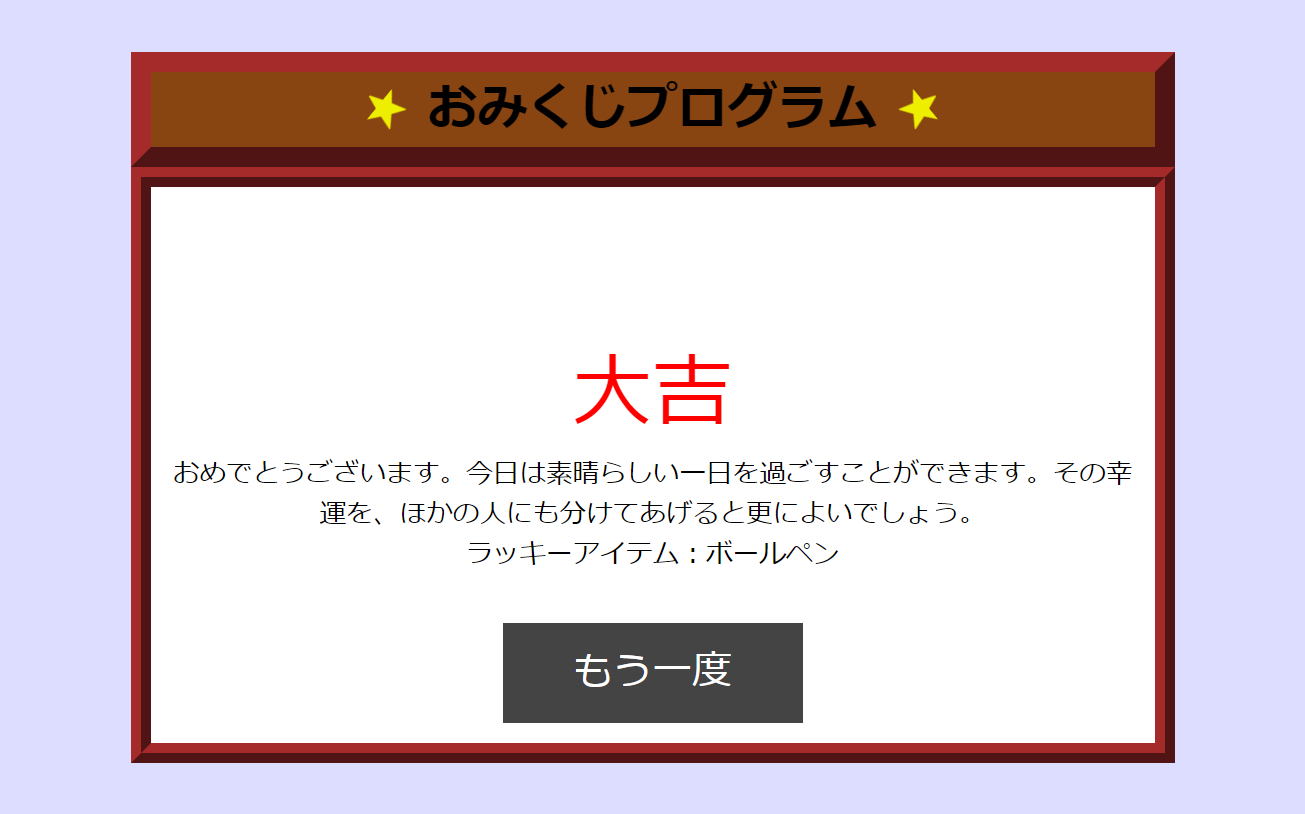 おみくじプログラム
大吉
おめでとうございます。今日は素晴らしい一日を過ごすことができます。その幸
運を、ほかの人にも分けてあげると更によいでしょう。
ラッキーアイテム：ボールペン
もう一度